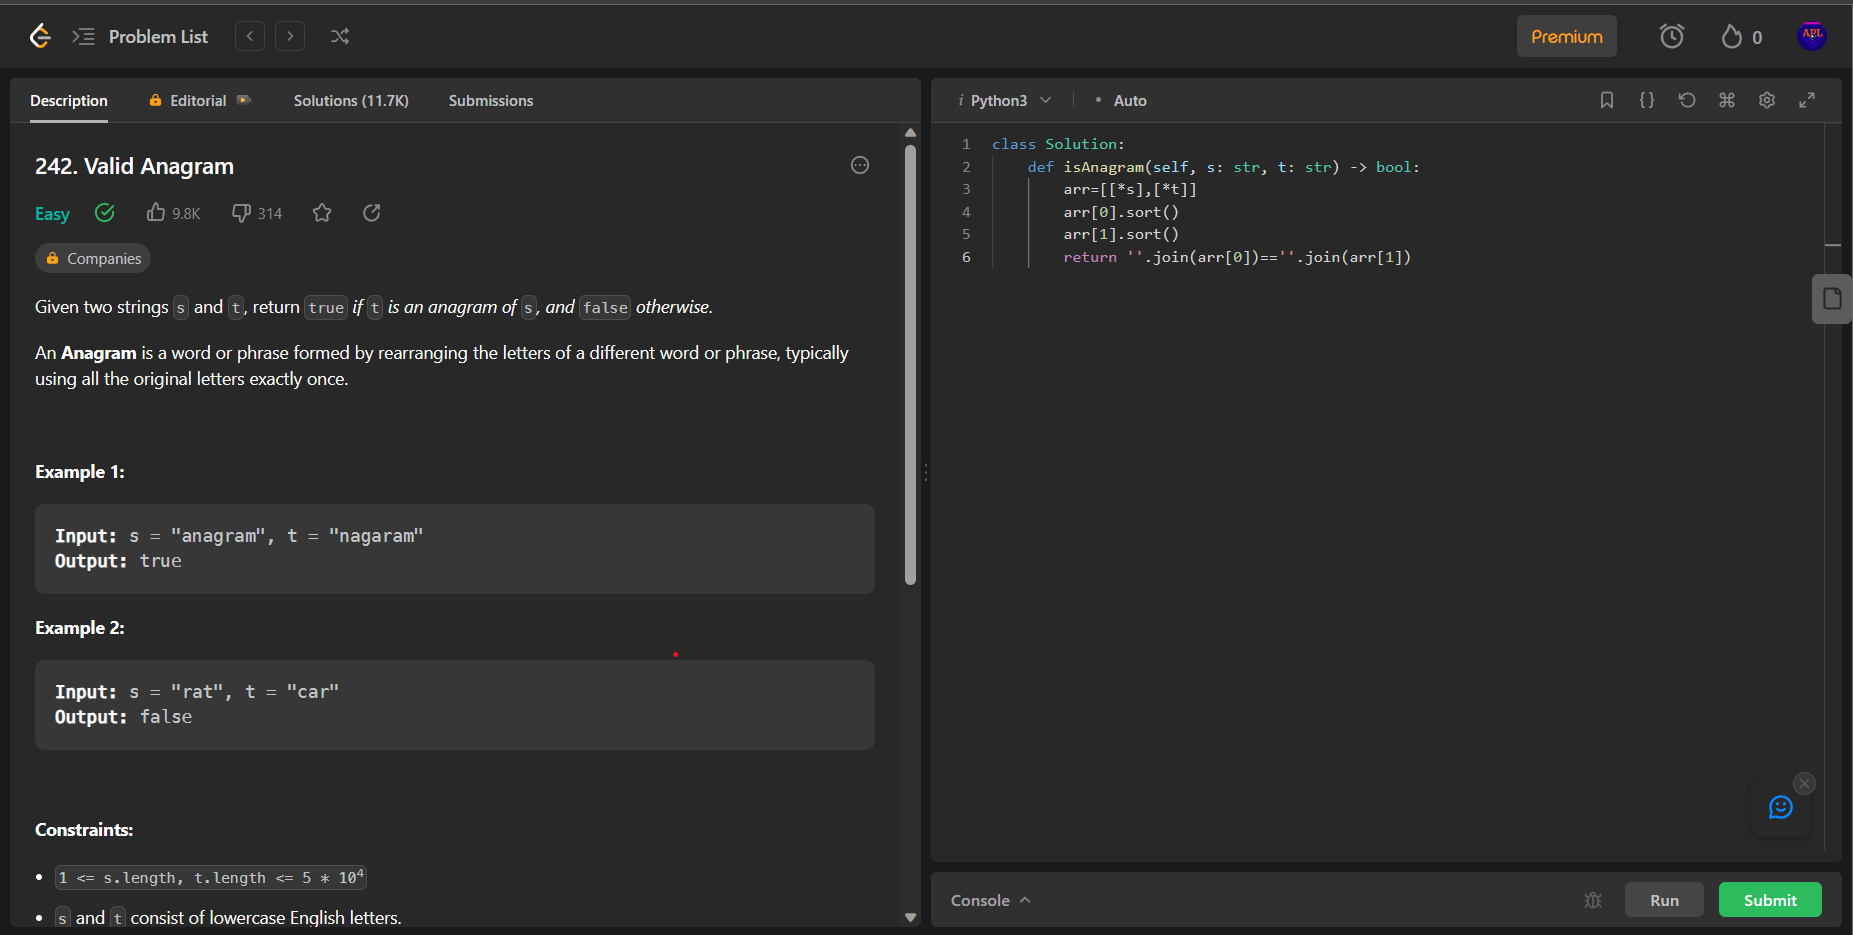 Problem List
Premium
0
APL
Description
Editorial
Solutions (11.7K)
Submissions
242. Valid Anagram
Easy
9.8K
314
Companies
Given two strings s and t, return true if t is an anagram of s, and false otherwise.
An Anagram is a word or phrase formed by rearranging the letters of a different word or phrase, typically
using all the original letters exactly once.
Example 1:
Input: s = "anagram", t = "nagaram"
Output: true
Example 2:
Input: s = "rat", t = "car"
Output: false
Constraints:
• 1 <= s.length, t.length <= 5 * 10⁴
• s and t consist of lowercase English letters.
i Python3
• Auto
{}
1 class Solution:
2     def isAnagram(self, s: str, t: str) -> bool:
3         arr=[[*s],[*t]]
4         arr[0].sort()
5         arr[1].sort()
6         return ''.join(arr[0])==''.join(arr[1])
Console
Run
Submit